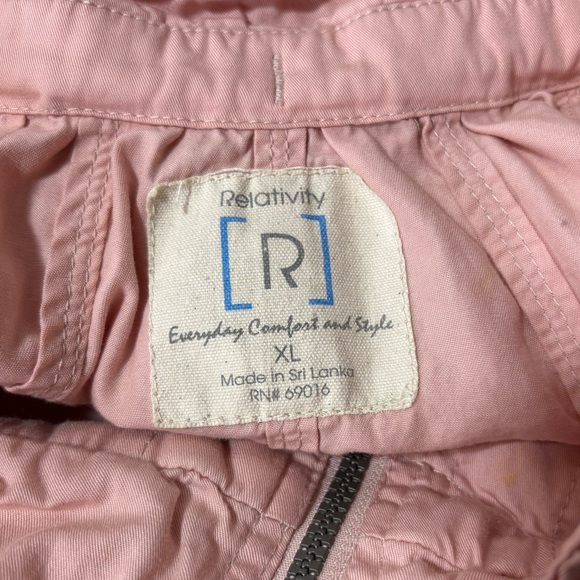 Relativity
[R]
Everyday Comfort and Style
XL
Made in Sri Lanka
RN# 69016